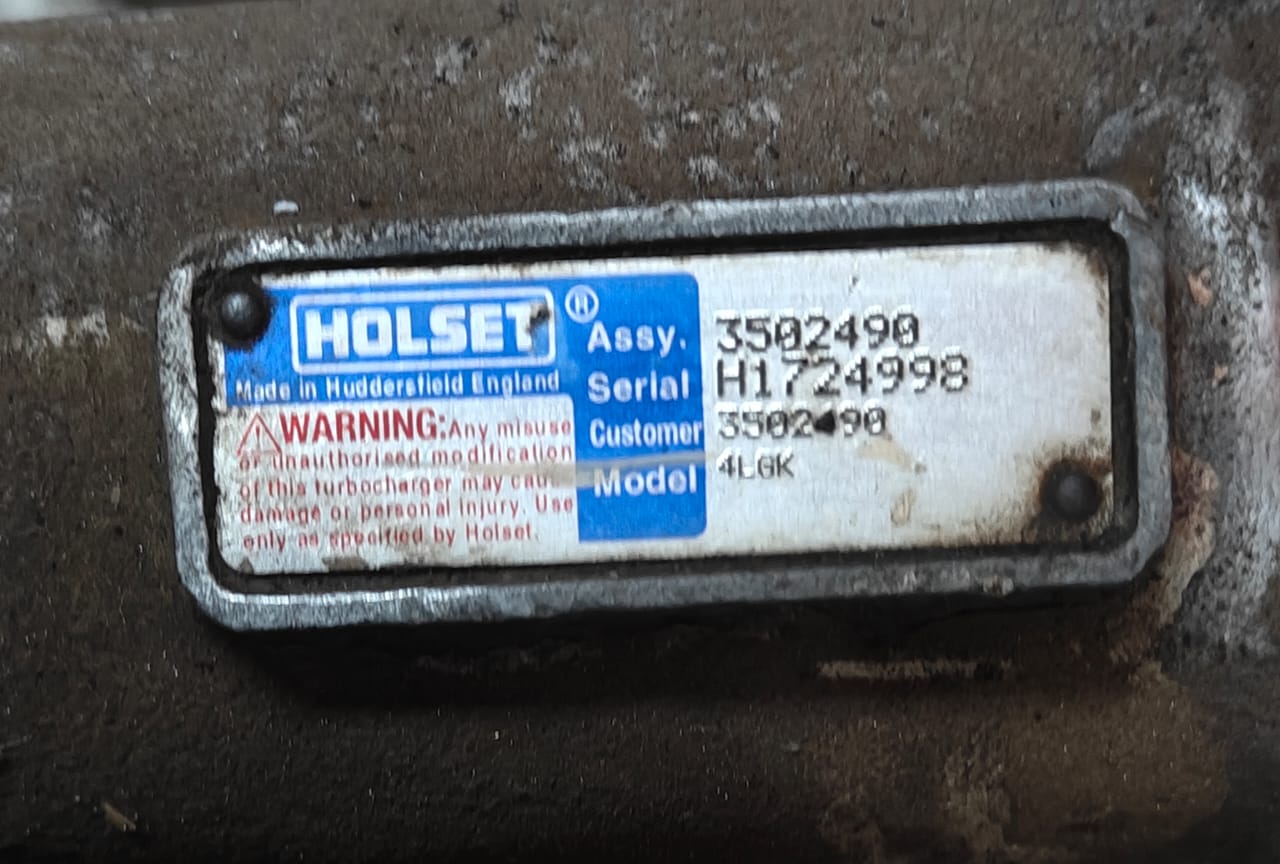 HOLSET ®
Made in Huddersfield England
WARNING: Any misuse
or unauthorised modification
of this turbocharger may
damage or personal injury. Use
only as specified by Holset.
Assy. 3502490
Serial H1724998
Customer 3502490
Model 4LGK